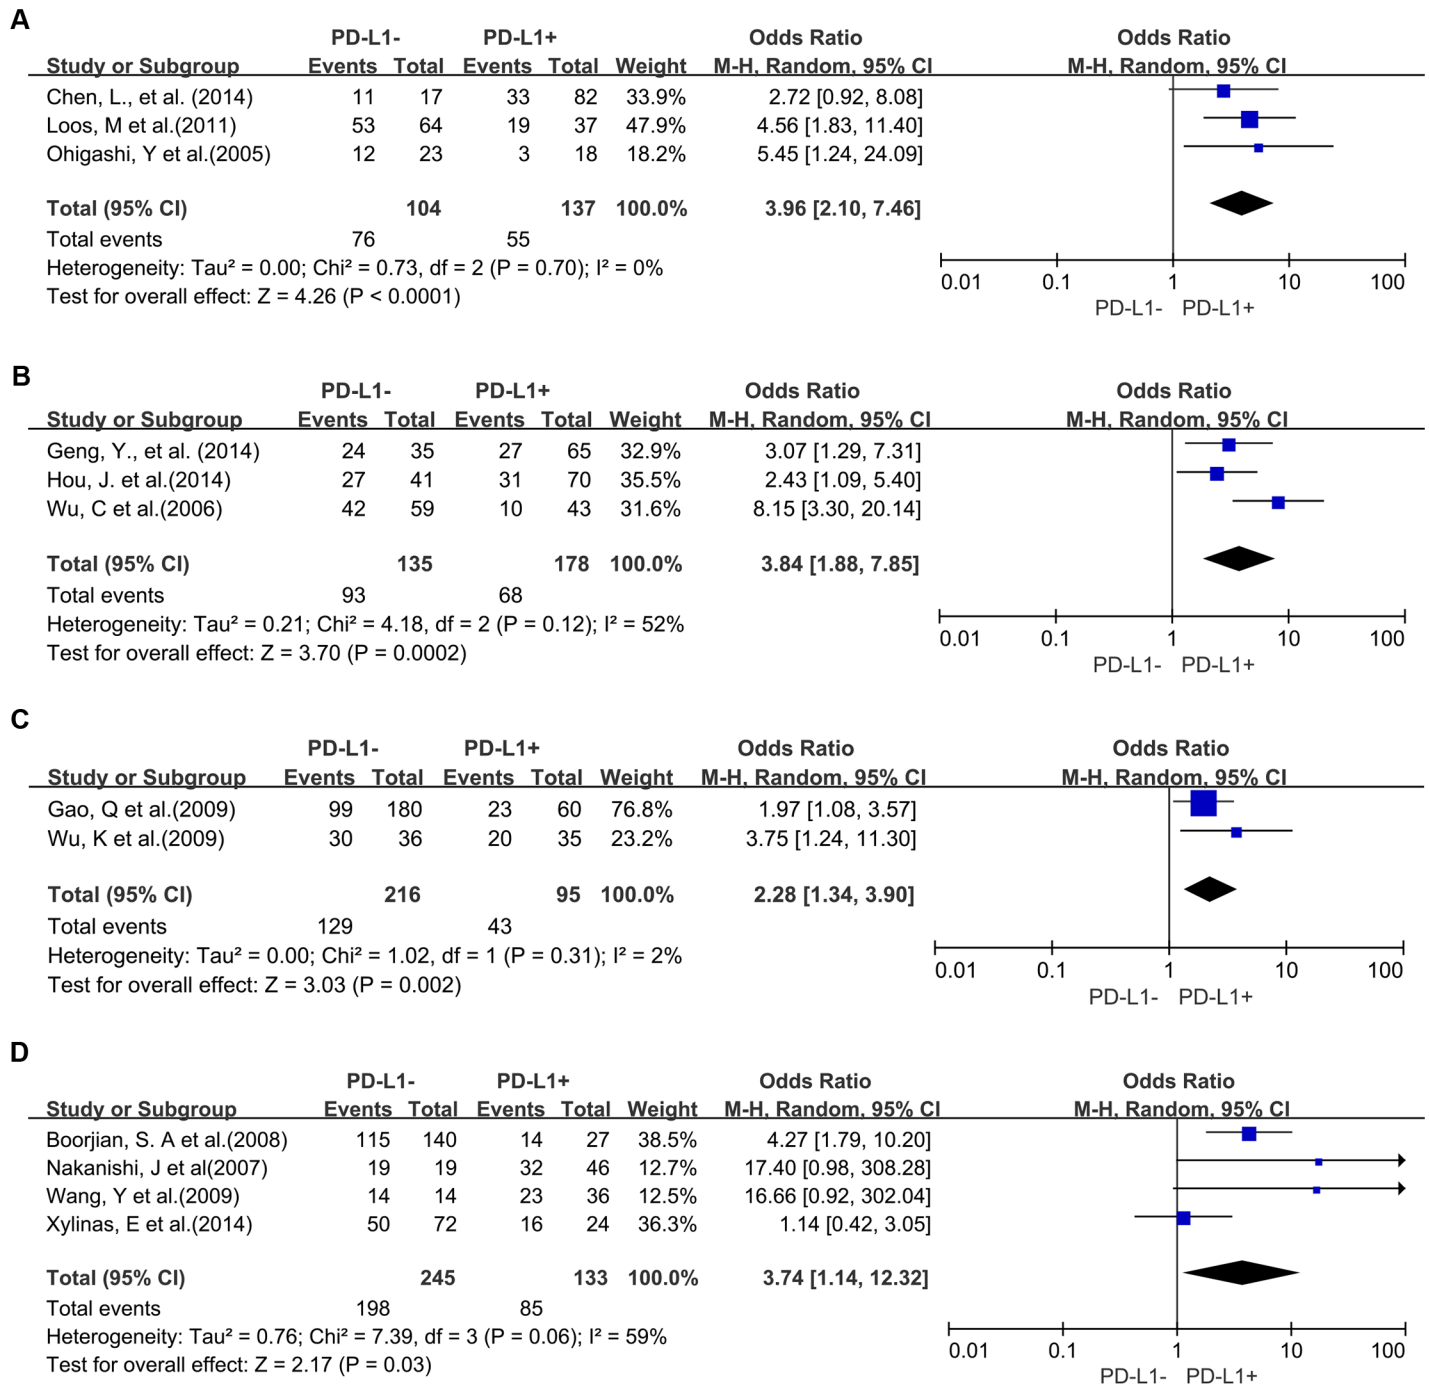 A
PD-L1- PD-L1+ Odds Ratio Odds Ratio
Study or Subgroup Events Total Events Total Weight M-H, Random, 95% CI M-H, Random, 95% CI
Chen, L., et al. (2014) 11 17 33 82 33.9% 2.72 [0.92, 8.08]
Loos, M et al.(2011) 53 64 19 37 47.9% 4.56 [1.83, 11.40]
Ohigashi, Y et al.(2005) 12 23 3 18 18.2% 5.45 [1.24, 24.09]
Total (95% CI) 104 137 100.0% 3.96 [2.10, 7.46]
Total events 76 55
Heterogeneity: Tau² = 0.00; Chi² = 0.73, df = 2 (P = 0.70); I² = 0%
Test for overall effect: Z = 4.26 (P < 0.0001)
0.01 0.1 1 10 100
PD-L1- PD-L1+
B
PD-L1- PD-L1+ Odds Ratio Odds Ratio
Study or Subgroup Events Total Events Total Weight M-H, Random, 95% CI M-H, Random, 95% CI
Geng, Y., et al. (2014) 24 35 27 65 32.9% 3.07 [1.29, 7.31]
Hou, J. et al.(2014) 27 41 31 70 35.5% 2.43 [1.09, 5.40]
Wu, C et al.(2006) 42 59 10 43 31.6% 8.15 [3.30, 20.14]
Total (95% CI) 135 178 100.0% 3.84 [1.88, 7.85]
Total events 93 68
Heterogeneity: Tau² = 0.21; Chi² = 4.18, df = 2 (P = 0.12); I² = 52%
Test for overall effect: Z = 3.70 (P = 0.0002)
0.01 0.1 1 10 100
PD-L1- PD-L1+
C
PD-L1- PD-L1+ Odds Ratio Odds Ratio
Study or Subgroup Events Total Events Total Weight M-H, Random, 95% CI M-H, Random, 95% CI
Gao, Q et al.(2009) 99 180 23 60 76.8% 1.97 [1.08, 3.57]
Wu, K et al.(2009) 30 36 20 35 23.2% 3.75 [1.24, 11.30]
Total (95% CI) 216 95 100.0% 2.28 [1.34, 3.90]
Total events 129 43
Heterogeneity: Tau² = 0.00; Chi² = 1.02, df = 1 (P = 0.31); I² = 2%
Test for overall effect: Z = 3.03 (P = 0.002)
0.01 0.1 1 10 100
PD-L1- PD-L1+
D
PD-L1- PD-L1+ Odds Ratio Odds Ratio
Study or Subgroup Events Total Events Total Weight M-H, Random, 95% CI M-H, Random, 95% CI
Boorjian, S. A et al.(2008) 115 140 14 27 38.5% 4.27 [1.79, 10.20]
Nakanishi, J et al(2007) 19 19 32 46 12.7% 17.40 [0.98, 308.28]
Wang, Y et al.(2009) 14 14 23 36 12.5% 16.66 [0.92, 302.04]
Xylinas, E et al.(2014) 50 72 16 24 36.3% 1.14 [0.42, 3.05]
Total (95% CI) 245 133 100.0% 3.74 [1.14, 12.32]
Total events 198 85
Heterogeneity: Tau² = 0.76; Chi² = 7.39, df = 3 (P = 0.06); I² = 59%
Test for overall effect: Z = 2.17 (P = 0.03)
0.01 0.1 1 10 100
PD-L1- PD-L1+